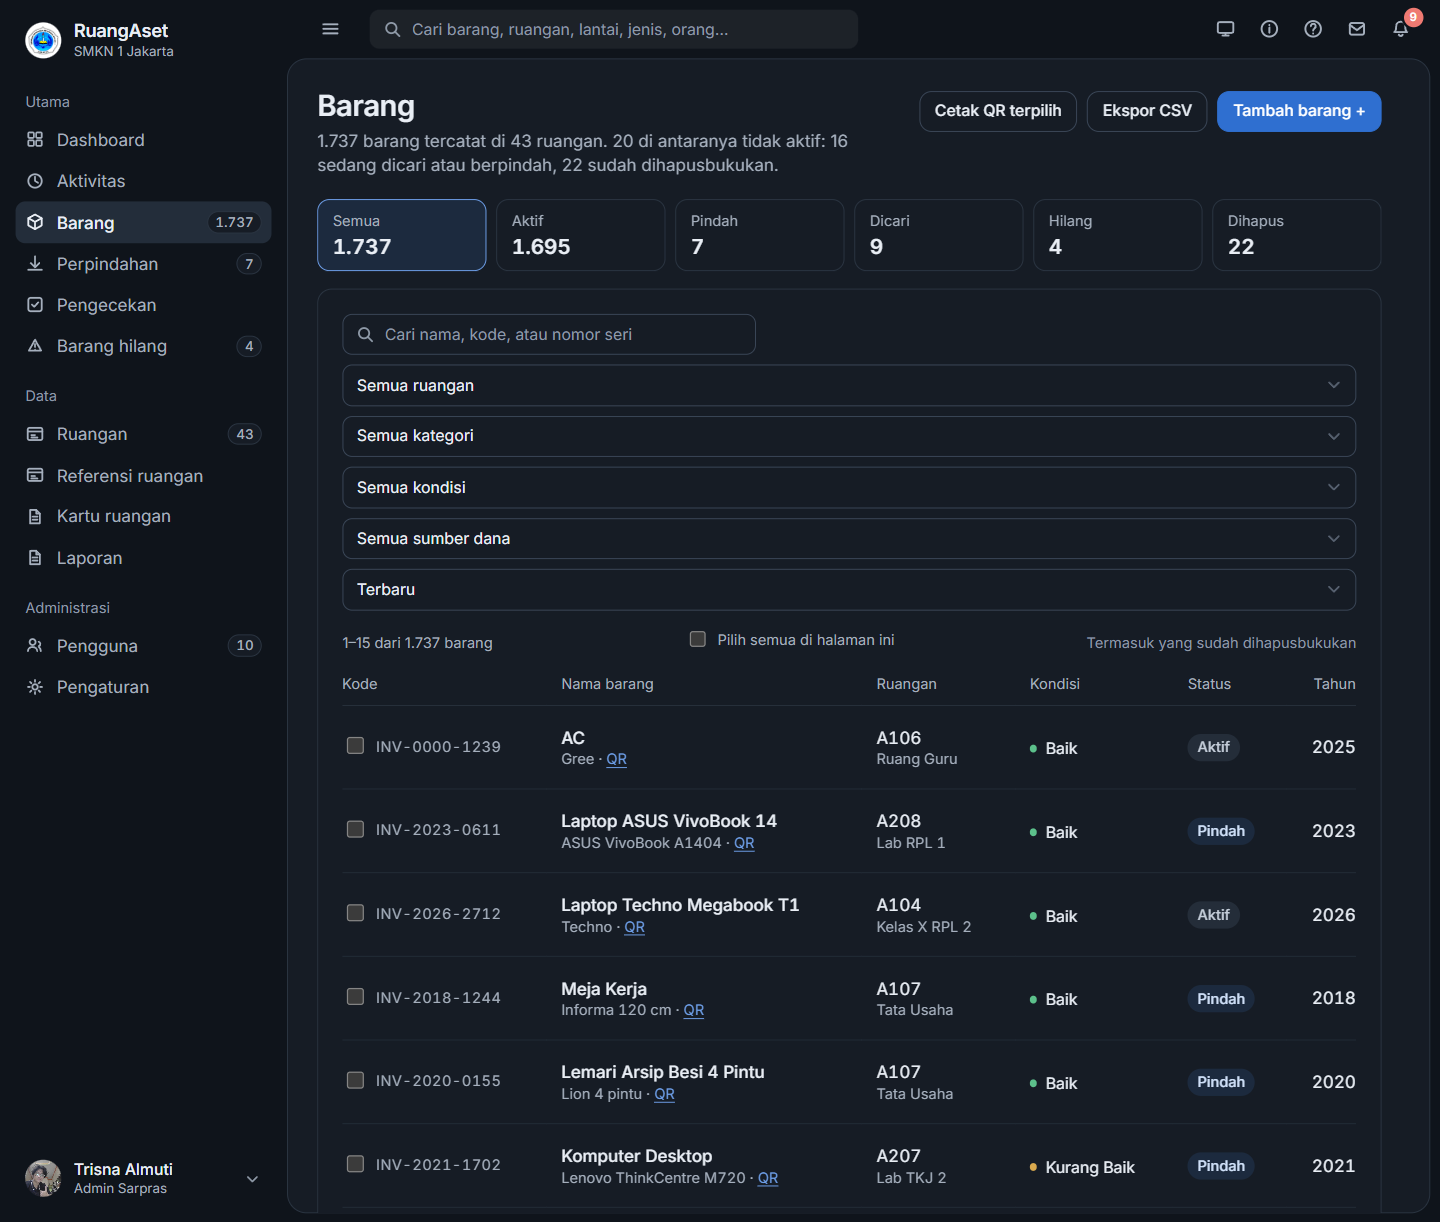 RuangAset
SMKN 1 Jakarta
Cari barang, ruangan, lantai, jenis, orang...
9
Utama
Dashboard
Aktivitas
Barang 1.737
Perpindahan 7
Pengecekan
Barang hilang 4
Data
Ruangan 43
Referensi ruangan
Kartu ruangan
Laporan
Administrasi
Pengguna 10
Pengaturan
Trisna Almuti
Admin Sarpras
Barang
1.737 barang tercatat di 43 ruangan. 20 di antaranya tidak aktif: 16
sedang dicari atau berpindah, 22 sudah dihapusbukukan.
Cetak QR terpilih
Ekspor CSV
Tambah barang +
Semua
1.737
Aktif
1.695
Pindah
7
Dicari
9
Hilang
4
Dihapus
22
Cari nama, kode, atau nomor seri
Semua ruangan
Semua kategori
Semua kondisi
Semua sumber dana
Terbaru
1–15 dari 1.737 barang
Pilih semua di halaman ini
Termasuk yang sudah dihapusbukukan
Kode Nama barang Ruangan Kondisi Status Tahun
INV-0000-1239 AC A106 Baik Aktif 2025
Gree · QR Ruang Guru
INV-2023-0611 Laptop ASUS VivoBook 14 A208 Baik Pindah 2023
ASUS VivoBook A1404 · QR Lab RPL 1
INV-2026-2712 Laptop Techno Megabook T1 A104 Baik Aktif 2026
Techno · QR Kelas X RPL 2
INV-2018-1244 Meja Kerja A107 Baik Pindah 2018
Informa 120 cm · QR Tata Usaha
INV-2020-0155 Lemari Arsip Besi 4 Pintu A107 Baik Pindah 2020
Lion 4 pintu · QR Tata Usaha
INV-2021-1702 Komputer Desktop A207 Kurang Baik Pindah 2021
Lenovo ThinkCentre M720 · QR Lab TKJ 2